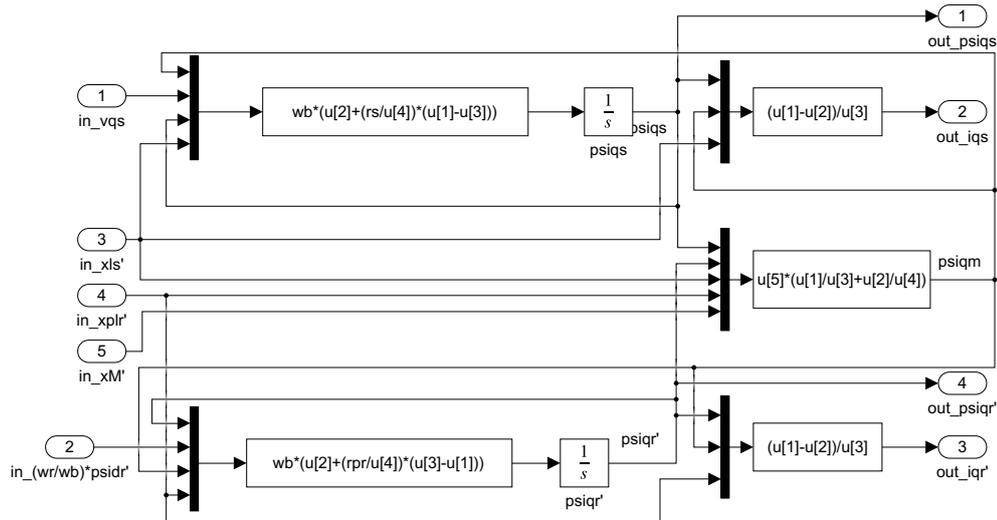 1
out_psiqs
1
in_vqs
wb*(u[2]+(rs/u[4])*(u[1]-u[3]))
1
s
psiqs
psiqs
(u[1]-u[2])/u[3]
2
out_iqs
3
in_xls'
4
in_xplr'
5
in_xM'
u[5]*(u[1]/u[3]+u[2]/u[4])
psiqm
4
out_psiqr'
2
in_(wr/wb)*psidr'
wb*(u[2]+(rpr/u[4])*(u[3]-u[1]))
1
s
psiqr'
psiqr'
(u[1]-u[2])/u[3]
3
out_iqr'